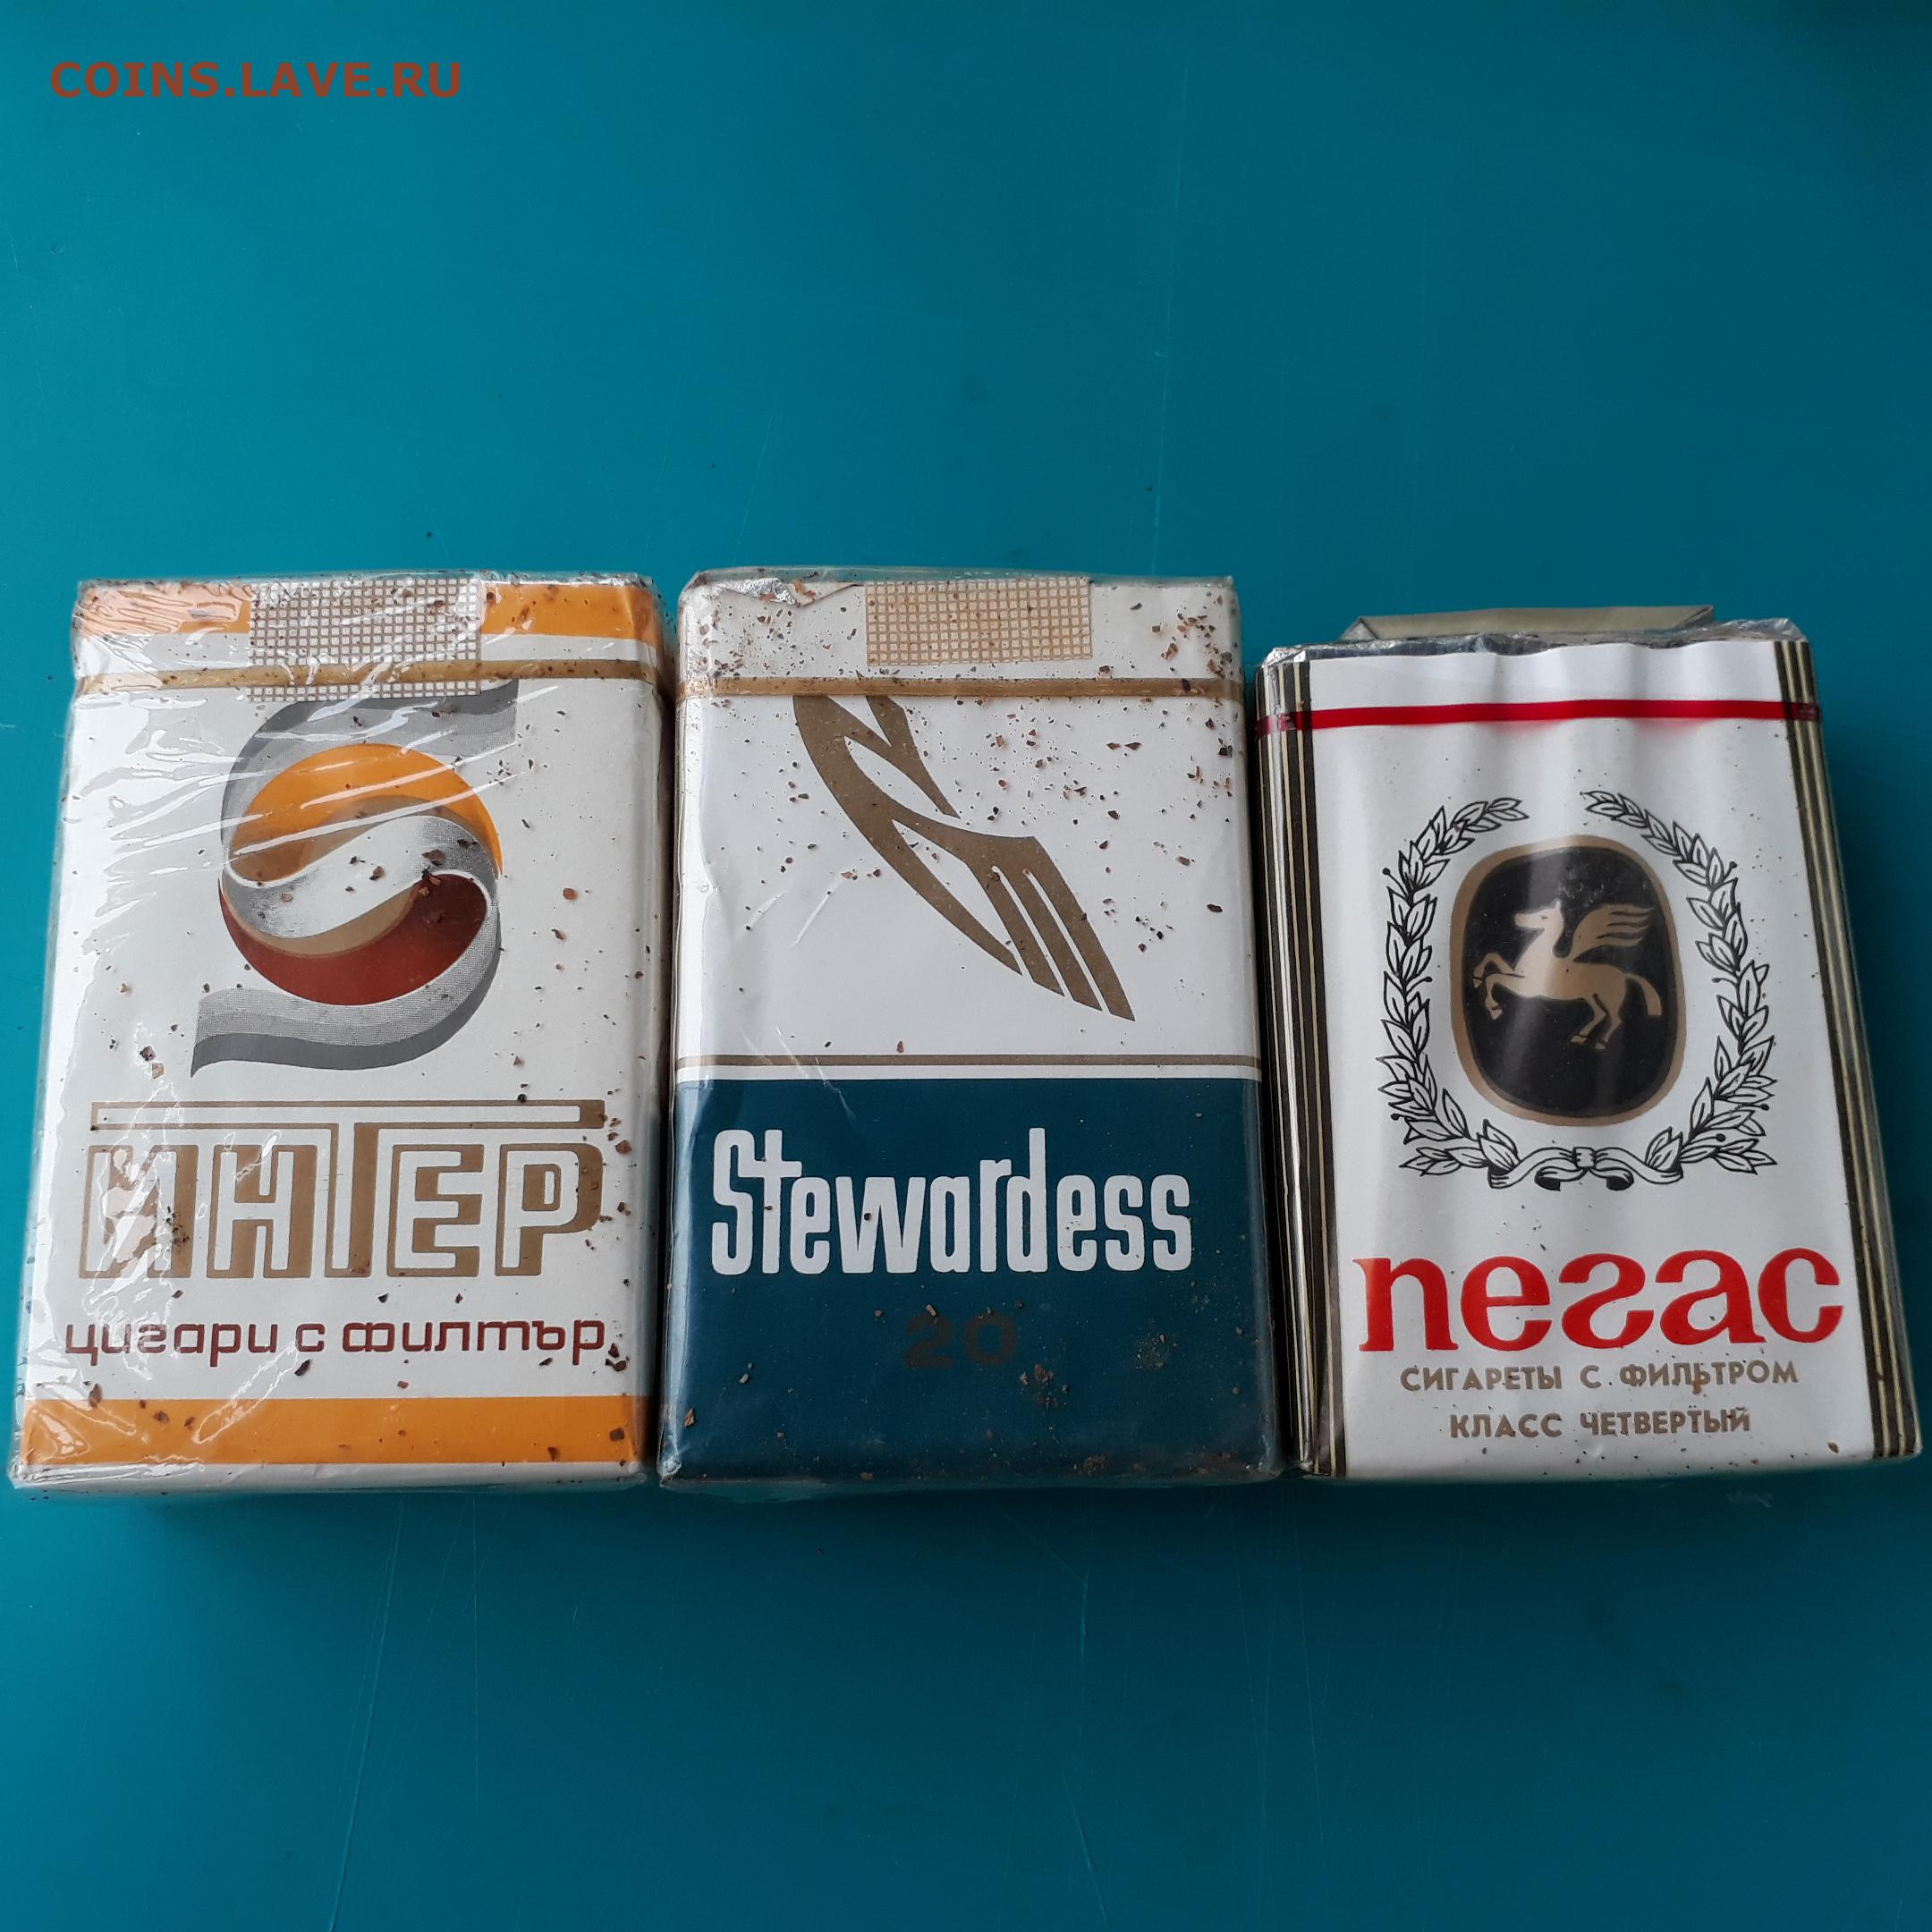 COINS.LAVE.RU
ИНТЕР
цигари с филтър
Stewardess
20
пегас
СИГАРЕТЫ С ФИЛЬТРОМ
КЛАСС ЧЕТВЕРТЫЙ